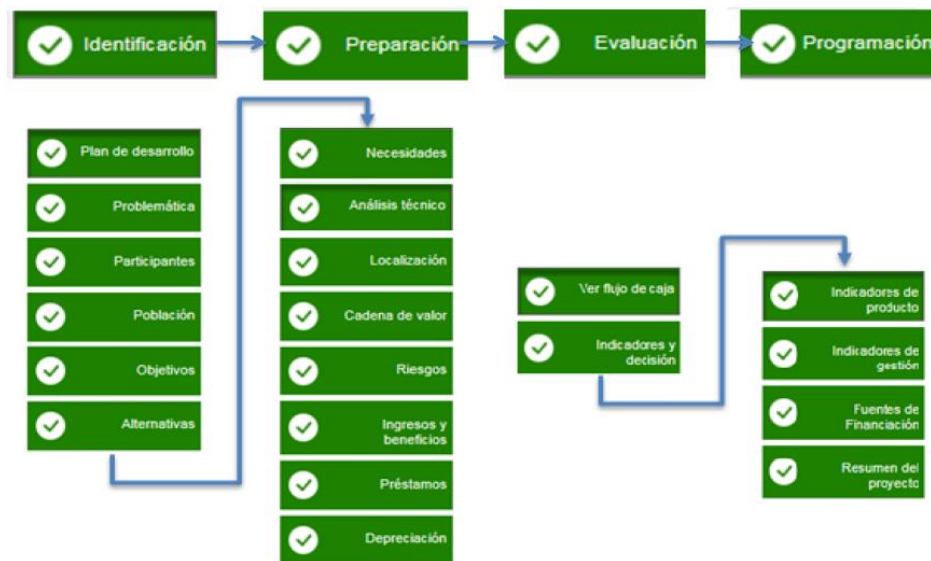 Identificación
Preparación
Evaluación
Programación
Plan de desarrollo
Problemática
Participantes
Población
Objetivos
Alternativas
Necesidades
Análisis técnico
Localización
Cadena de valor
Riesgos
Ingresos y
beneficios
Préstamos
Depreciación
Ver flujo de caja
Indicadores y
decisión
Indicadores de
producto
Indicadores de
gestión
Fuentes de
Financiación
Resumen del
proyecto